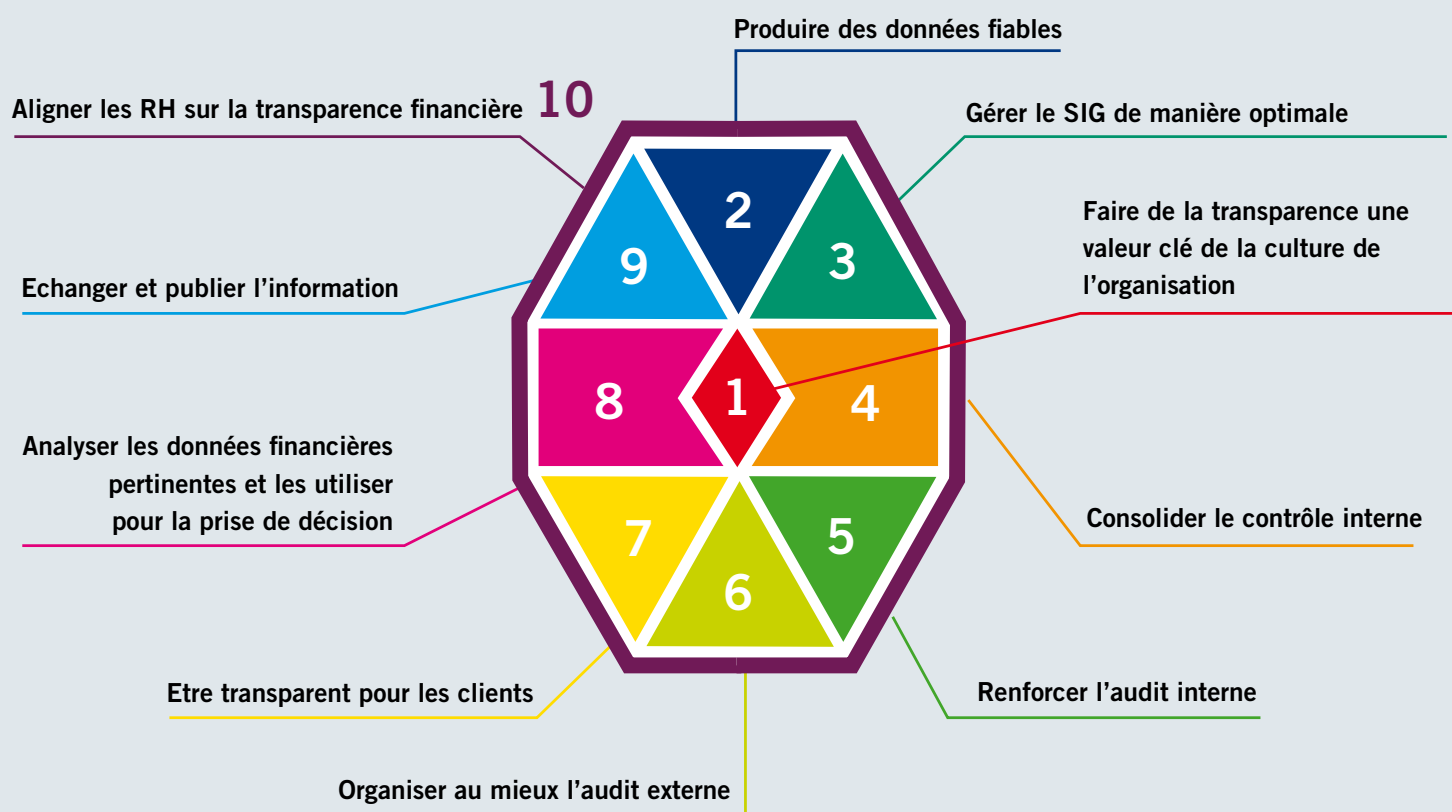 Produire des données fiables
Aligner les RH sur la transparence financière 10
Gérer le SIG de manière optimale
2
Faire de la transparence une
valeur clé de la culture de
l’organisation
3
9
Echanger et publier l’information
8
1
4
Analyser les données financières
pertinentes et les utiliser
pour la prise de décision
Consolider le contrôle interne
7
5
6
Etre transparent pour les clients
Renforcer l’audit interne
Organiser au mieux l’audit externe